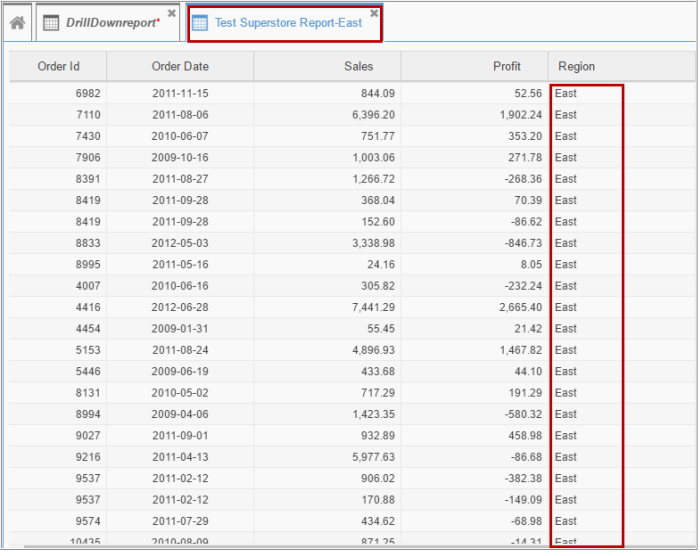 DrillDownreport* Test Superstore Report-East
Order Id Order Date Sales Profit Region
6982 2011-11-15 844.09 52.56 East
7110 2011-08-06 6,396.20 1,902.24 East
7430 2010-06-07 751.77 353.20 East
7906 2009-10-16 1,003.06 271.78 East
8391 2011-08-27 1,266.72 -268.36 East
8419 2011-09-28 368.04 70.39 East
8419 2011-09-28 152.60 -86.62 East
8833 2012-05-03 3,338.98 -846.73 East
8995 2011-05-16 24.16 8.05 East
4007 2010-06-16 305.82 -232.24 East
4416 2012-06-28 7,441.29 2,665.40 East
4454 2009-01-31 55.45 21.42 East
5153 2011-08-24 4,896.93 1,467.82 East
5446 2009-06-19 433.68 44.10 East
8131 2010-05-02 717.29 191.29 East
8994 2009-04-06 1,423.35 -580.32 East
9027 2011-09-01 932.89 458.98 East
9216 2011-04-13 5,977.63 -86.68 East
9537 2011-02-12 906.02 -382.38 East
9537 2011-02-12 170.88 -149.09 East
9574 2011-07-29 434.62 -68.98 East
10435 2010-08-09 871.25 -14.31 East